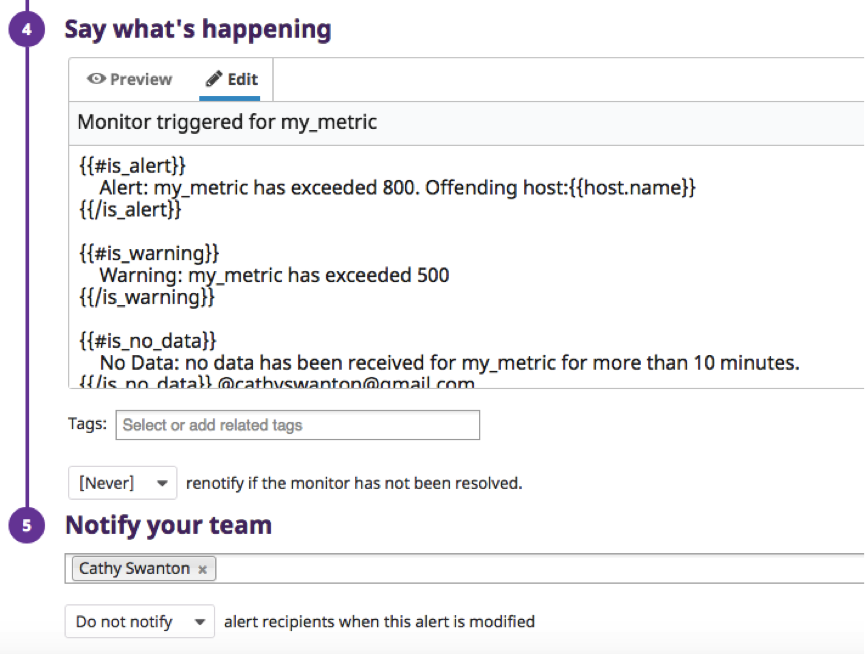 4 Say what's happening
Preview Edit
Monitor triggered for my_metric
{{#is_alert}}
Alert: my_metric has exceeded 800. Offending host:{{host.name}}
{{/is_alert}}
{{#is_warning}}
Warning: my_metric has exceeded 500
{{/is_warning}}
{{#is_no_data}}
No Data: no data has been received for my_metric for more than 10 minutes.
{{/is_no_data}} @cathyswanton@gmail.com
Tags: Select or add related tags
[Never] renotify if the monitor has not been resolved.
5 Notify your team
Cathy Swanton ×
Do not notify alert recipients when this alert is modified